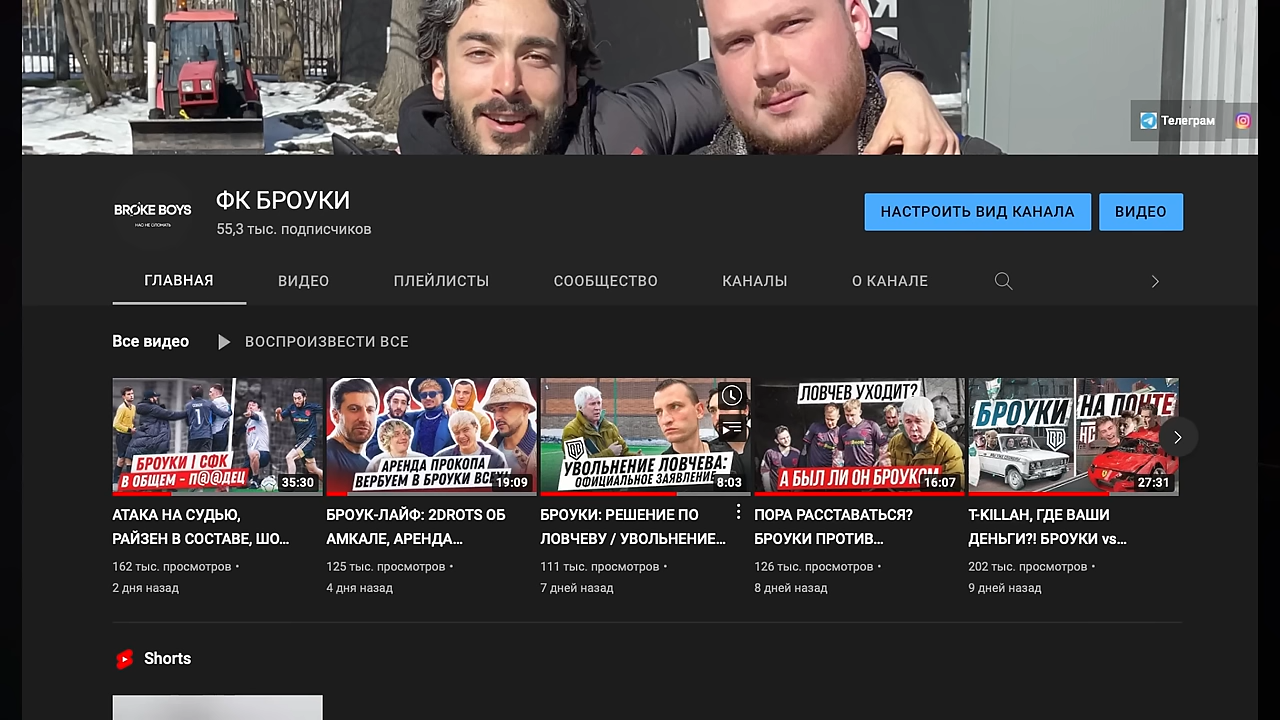 Телеграм
BROKE BOYS
НАС НЕ СЛОМАТЬ
ФК БРОУКИ
55,3 тыс. подписчиков
НАСТРОИТЬ ВИД КАНАЛА
ВИДЕО
ГЛАВНАЯ
ВИДЕО
ПЛЕЙЛИСТЫ
СООБЩЕСТВО
КАНАЛЫ
О КАНАЛЕ
Все видео
ВОСПРОИЗВЕСТИ ВСЕ
БРОУКИ | СФК
В ОБЩЕМ - П@@ДЕЦ
35:30
АРЕНДА ПРОКОПА
ВЕРБУЕМ В БРОУКИ
19:09
УВОЛЬНЕНИЕ ЛОВЧЕВА:
ОФИЦИАЛЬНОЕ ЗАЯВЛЕНИЕ
8:03
ЛОВЧЕВ УХОДИТ?
А БЫЛ ЛИ ОН БРОУКОМ
16:07
БРОУКИ
НА ПОНТЕ
27:31
АТАКА НА СУДЬЮ,
РАЙЗЕН В СОСТАВЕ, ШО...
162 тыс. просмотров •
2 дня назад
БРОУК-ЛАЙФ: 2DROTS ОБ
АМКАЛЕ, АРЕНДА...
125 тыс. просмотров •
4 дня назад
БРОУКИ: РЕШЕНИЕ ПО
ЛОВЧЕВУ / УВОЛЬНЕНИЕ...
111 тыс. просмотров •
7 дней назад
ПОРА РАССТАВАТЬСЯ?
БРОУКИ ПРОТИВ...
126 тыс. просмотров •
8 дней назад
T-KILLAH, ГДЕ ВАШИ
ДЕНЬГИ?! БРОУКИ vs...
202 тыс. просмотров •
9 дней назад
Shorts